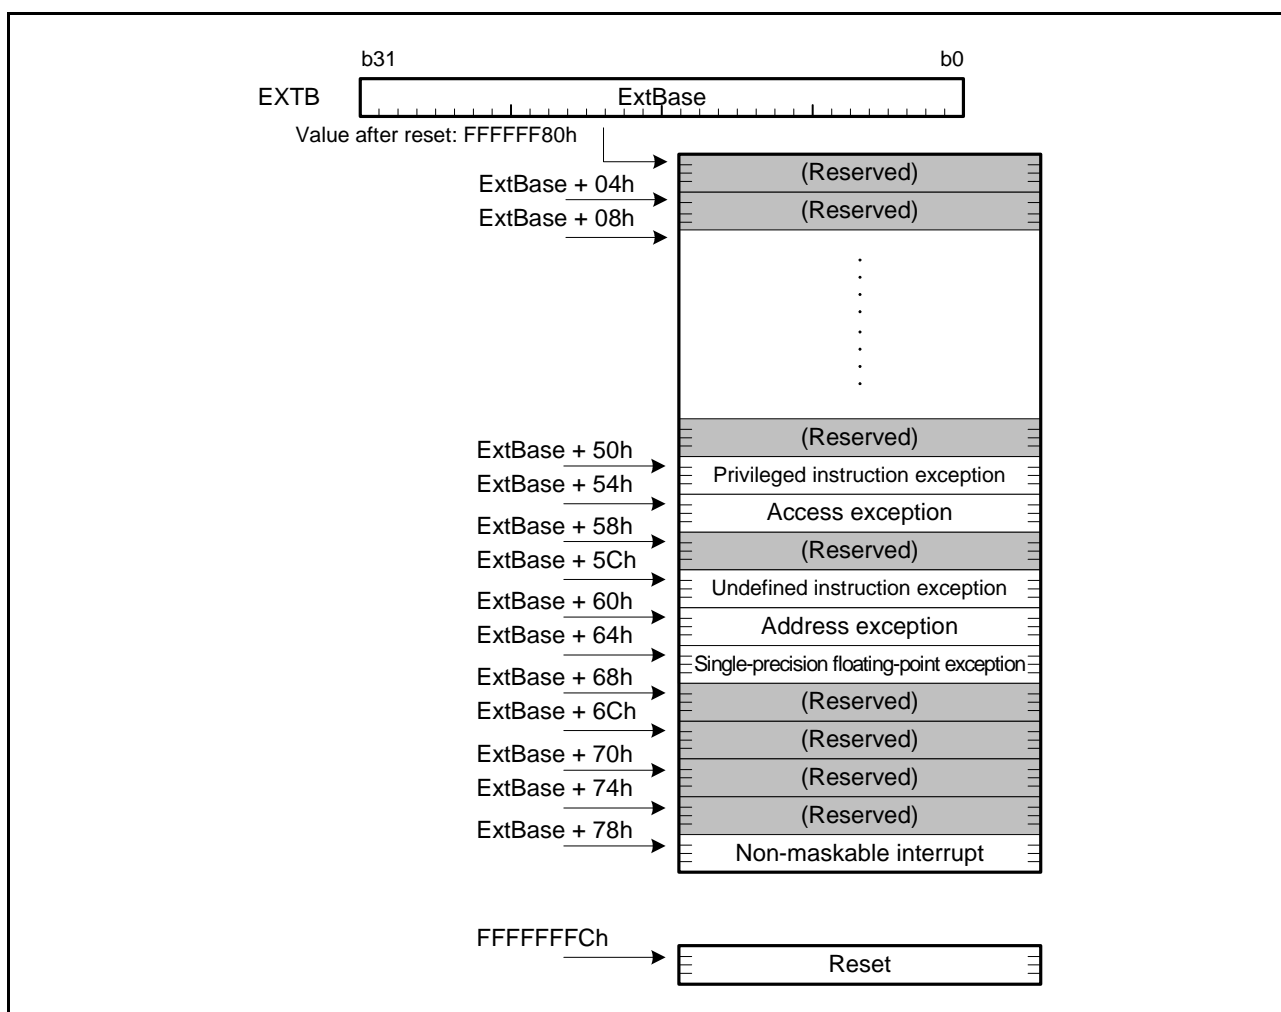 b31 b0
EXTB ExtBase
Value after reset: FFFFFF80h
(Reserved)
ExtBase + 04h
(Reserved)
ExtBase + 08h
(Reserved)
ExtBase + 50h
Privileged instruction exception
ExtBase + 54h
Access exception
ExtBase + 58h
(Reserved)
ExtBase + 5Ch
Undefined instruction exception
ExtBase + 60h
Address exception
ExtBase + 64h
Single-precision floating-point exception
ExtBase + 68h
(Reserved)
ExtBase + 6Ch
(Reserved)
ExtBase + 70h
(Reserved)
ExtBase + 74h
(Reserved)
ExtBase + 78h
Non-maskable interrupt
FFFFFFFCh
Reset